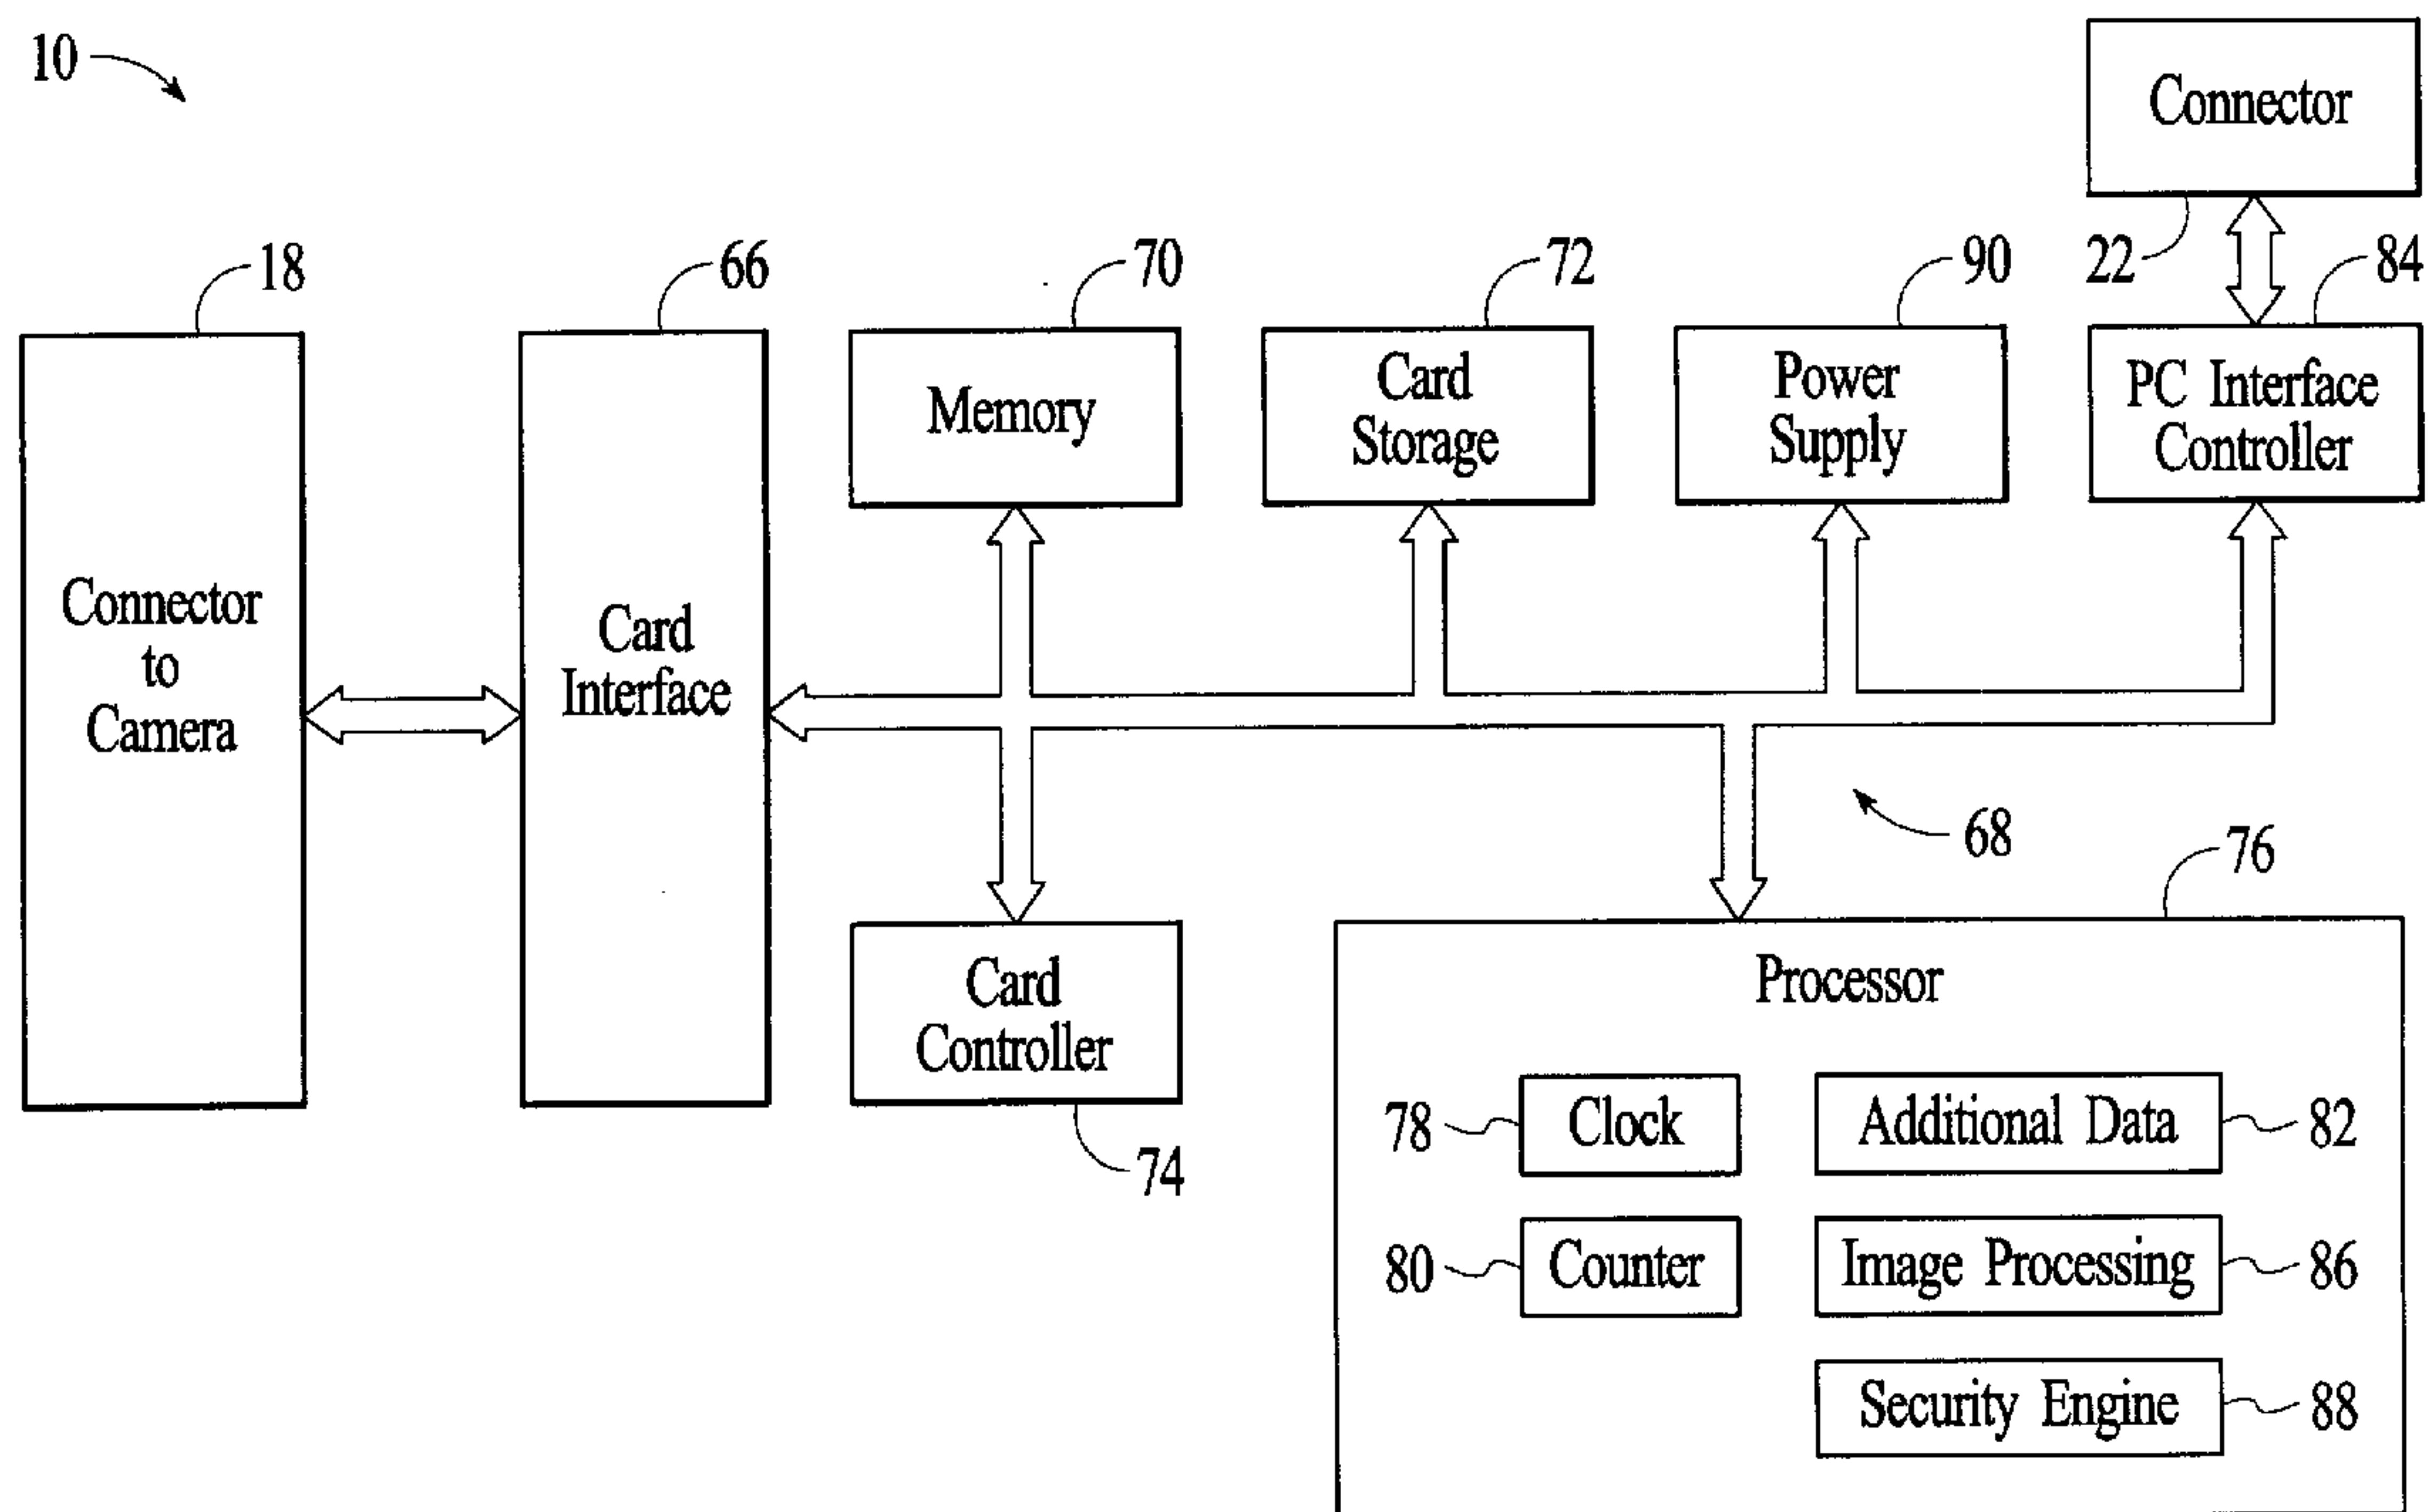 10
Connector
22
18
66
70
72
90
84
Connector
to
Camera
Card
Interface
Memory
Card
Storage
Power
Supply
PC Interface
Controller
68
76
Card
Controller
74
Processor
78
Clock
Additional Data
82
80
Counter
Image Processing
86
Security Engine
88